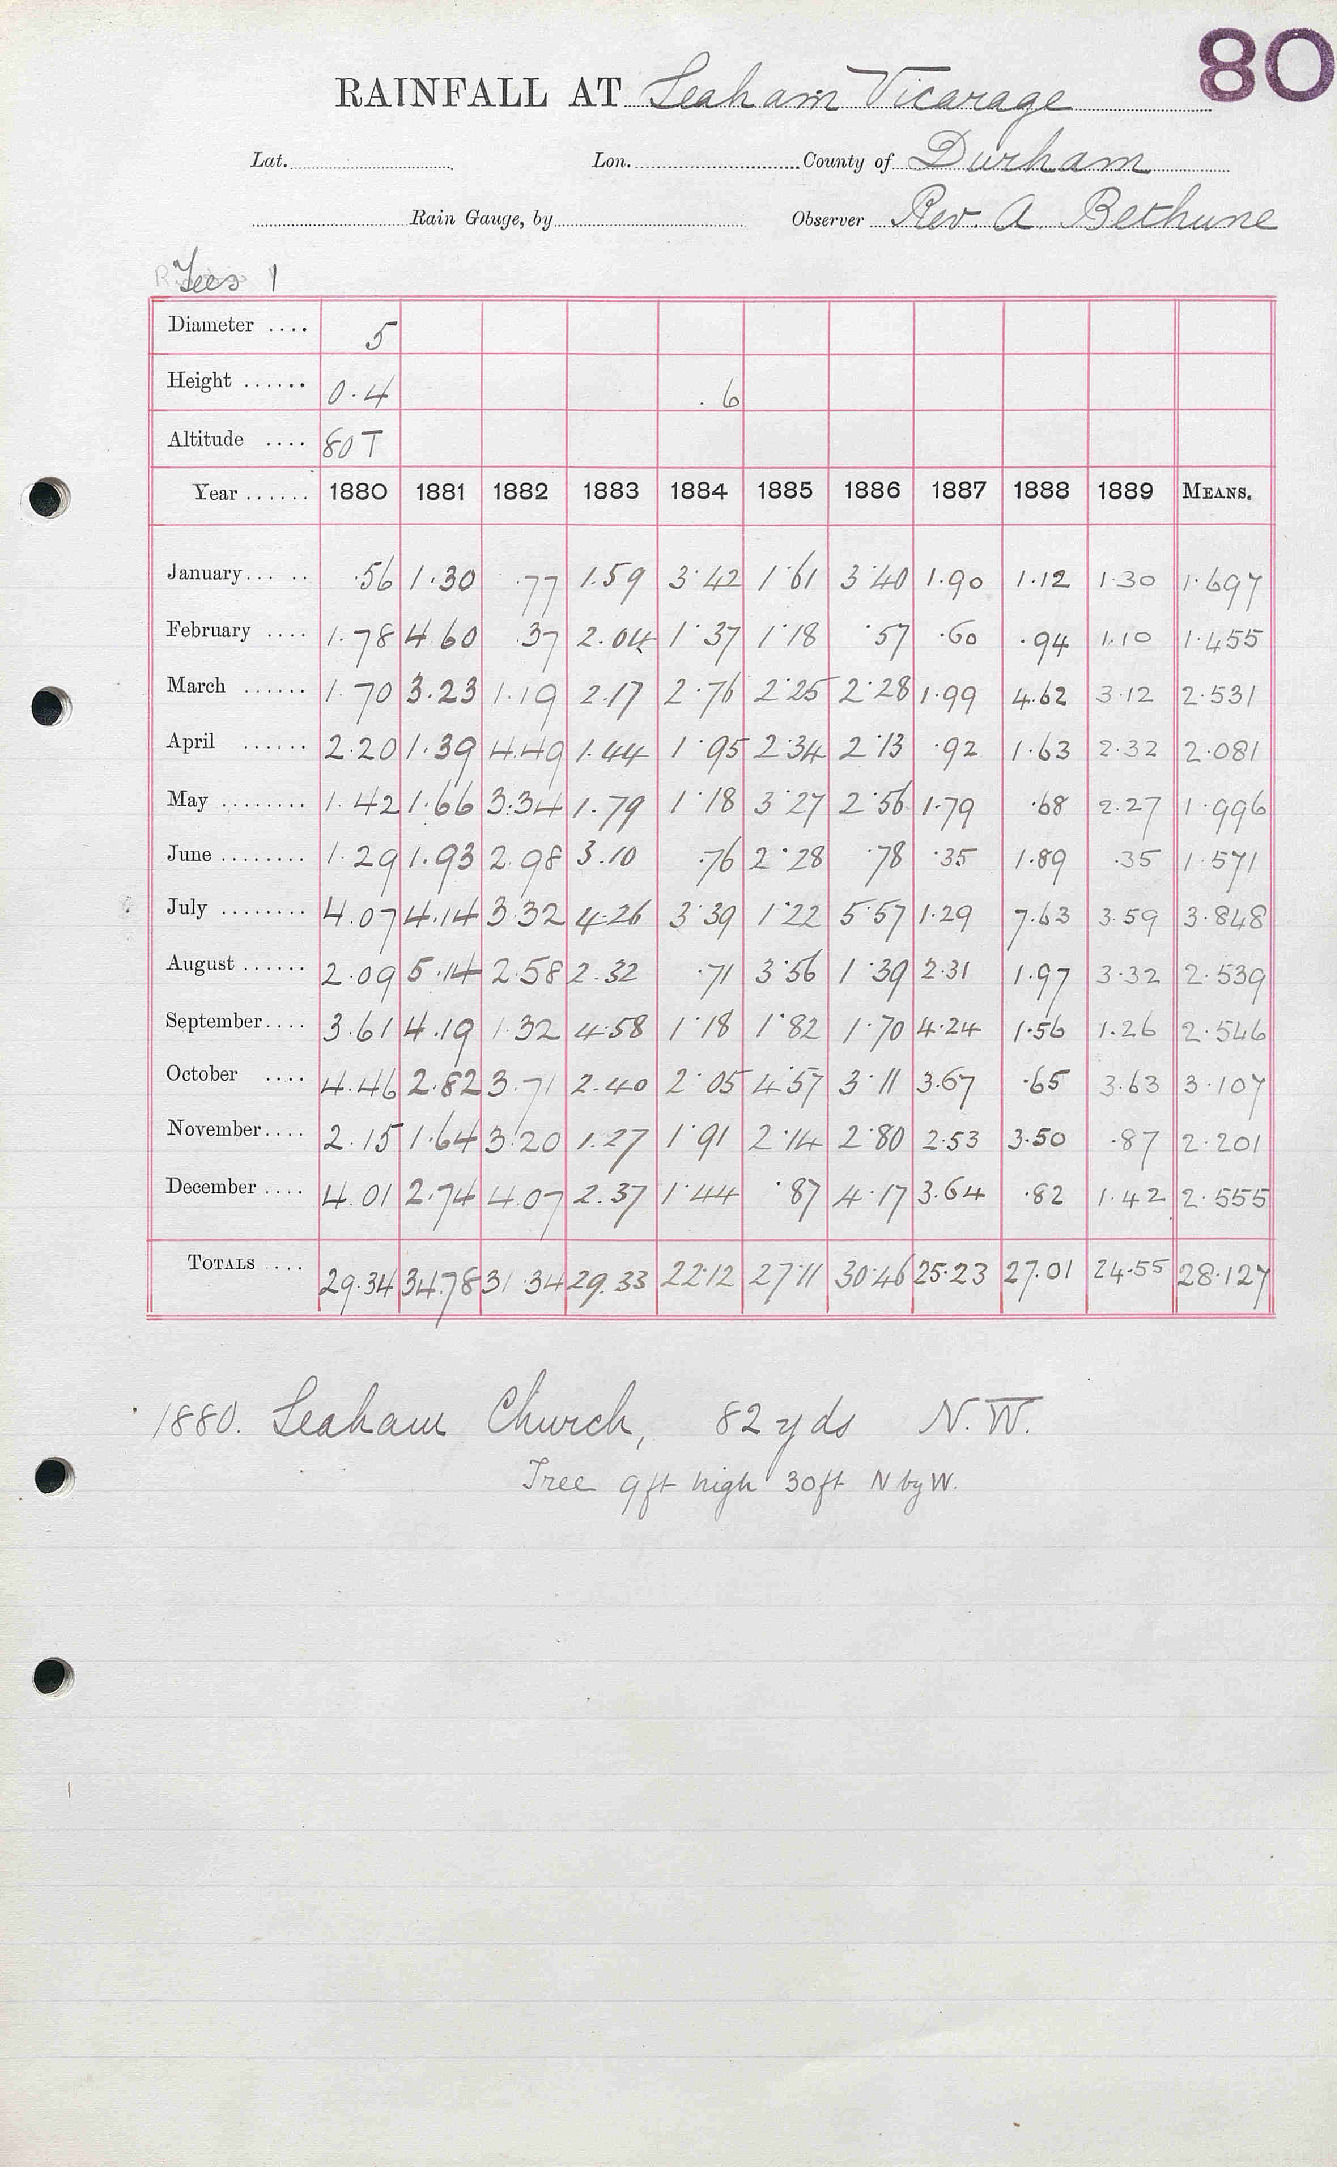 80
RAINFALL AT Seaham Vicarage
Lat. Lon. County of Durham
Rain Gauge, by Observer Rev. A. Bethune
Tees 1
Diameter .... 5
Height ...... 0.4 .6
Altitude .... 80 T
Year ...... 1880 1881 1882 1883 1884 1885 1886 1887 1888 1889 MEANS.
January.... .. .56 1.30 .77 1.59 3.42 1.61 3.40 1.90 1.12 1.30 1.697
February .... 1.78 4.60 .37 2.04 1.37 1.18 .57 .60 .94 1.10 1.455
March ...... 1.70 3.23 1.19 2.17 2.76 2.25 2.28 1.99 4.62 3.12 2.531
April ...... 2.20 1.39 4.49 1.44 1.95 2.34 2.13 .92 1.63 2.32 2.081
May ........ 1.42 1.66 3.34 1.79 1.18 3.27 2.56 1.79 .68 2.27 1.996
June ........ 1.29 1.93 2.98 3.10 .76 2.28 .78 .35 1.89 .35 1.571
July ........ 4.07 4.14 3.32 4.26 3.39 1.22 5.57 1.29 7.63 3.59 3.848
August ...... 2.09 5.14 2.58 2.32 .71 3.56 1.39 2.31 1.97 3.32 2.539
September.... 3.61 4.19 1.32 4.58 1.18 1.82 1.70 4.24 1.56 1.26 2.546
October .... 4.46 2.82 3.71 2.40 2.05 4.57 3.11 3.67 .65 3.63 3.107
November.... 2.15 1.64 3.20 1.27 1.91 2.14 2.80 2.53 3.50 .87 2.201
December .... 4.01 2.74 4.07 2.37 1.44 .87 4.17 3.64 .82 1.42 2.555
TOTALS .... 29.34 34.78 31.34 29.33 22.12 27.11 30.46 25.23 27.01 24.55 28.127
1880. Seaham Church, 82 yds N.W.
Tree 9ft high 30ft N by W.